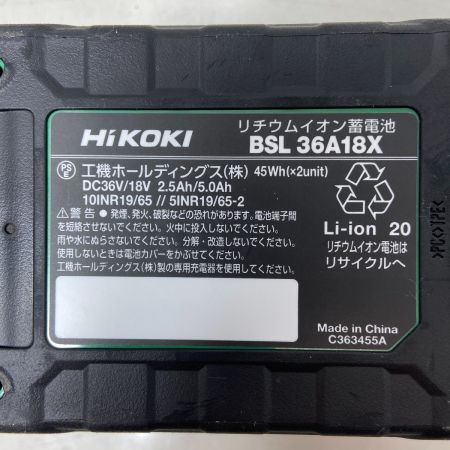 HiKOKI
リチウムイオン蓄電池
BSL 36A18X
PSE
工機ホールディングス(株) 45Wh(×2unit)
DC36V/18V 2.5Ah/5.0Ah
10INR19/65 // 5INR19/65-2
警告 ● 発煙、発火、破裂などの恐れがあります。電池端子間
を短絡させないでください。火中に投入しないでください。
雨や水にぬらさないでください。分解・改造しないでください。
使用しないときは電池カバーをかぶせてください。
工機ホールディングス(株)製の専用充電器を使用してください。
Li-ion 20
リチウムイオン電池は
リサイクルへ
Made in China
C363455A
>PC+TPE<